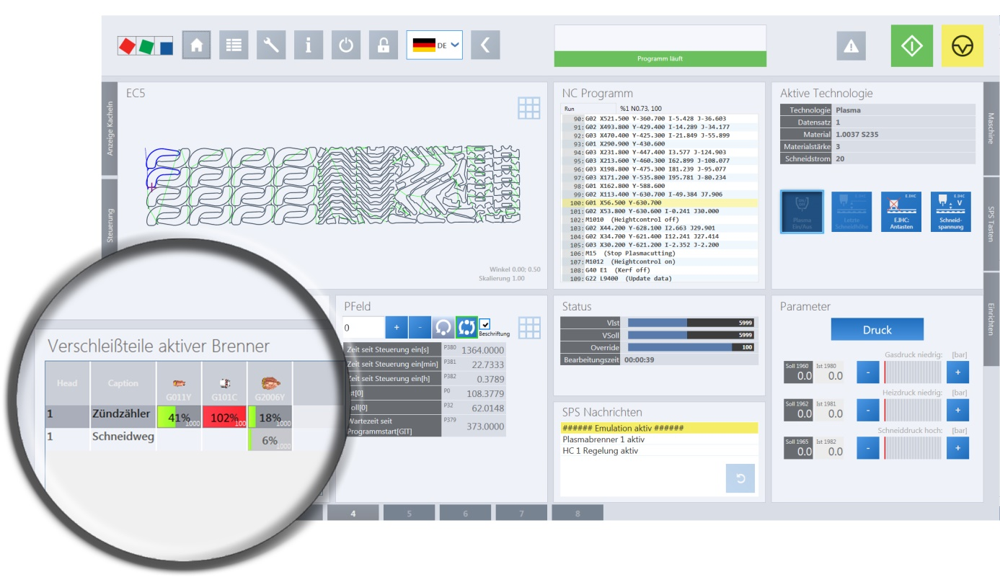 DE
Programm läuft
Anzeige Kacheln
Steuerung
EC5
Winkel 0.00; 0.50
Skalierung 1.00
NC Programm
Run %1 N0.73, 100
90: G02 X521.500 Y-360.700 I-5.428 J-36.603
91: G02 X493.800 Y-429.400 I-14.289 J-34.177
92: G03 X470.400 Y-425.300 I-21.849 J-55.899
93: G01 X290.900 Y-430.600
94: G03 X231.800 Y-447.400 I3.577 J-124.903
95: G03 X213.600 Y-460.300 I62.899 J-108.077
96: G03 X198.800 Y-475.300 I81.239 J-95.077
97: G03 X171.200 Y-535.800 I95.781 J-80.234
98: G01 X162.800 Y-588.600
99: G02 X113.400 Y-630.700 I-49.384 J7.906
100: G01 X56.500 Y-630.700
101: G02 X53.800 Y-630.600 I-0.241 J30.000
102: M1010 (Heightcontrol off)
103: G02 X44.200 Y-628.100 I2.663 J29.901
104: G02 X34.700 Y-621.400 I12.241 J27.414
105: G03 X30.200 Y-621.200 I-2.352 J-2.200
106: M15 (Stop Plasmacutting)
107: M1012 (Heightcontrol on)
108: G40 E1 (Kerf off)
109: G22 L9400 (Update data)
Aktive Technologie
Technologie Plasma
Datensatz 1
Material 1.0037 S235
Materialstärke 3
Schneidstrom 20
Plasma Ein/Aus
E.IHC
Letzte Schneidhöhe
E.IHC
E.IHC: Antasten
E.IHC
V
Schneid-
spannung
Maschine
SPS Tasten
Einrichten
Verschleißteile aktiver Brenner
Head Caption G011Y G101C G2006Y
1 Zündzähler 41% 1000 102% 100 18% 1000
1 Schneidweg 6% 1000
PFeld
0 + - Beschriftung
Zeit seit Steuerung ein[s] P380 1364.0000
Zeit seit Steuerung ein[min] P381 22.7333
Zeit seit Steuerung ein[h] P382 0.3789
st[0] P0 108.3779
oll[0] P32 62.0148
Wartezeit seit P379 373.0000
Programmstart[GIT]
Status
VIst 5999
VSoll 5999
Override 100
Bearbeitungszeit 00:00:39
SPS Nachrichten
###### Emulation aktiv ######
Plasmabrenner 1 aktiv
HC 1 Regelung aktiv
Parameter
Druck
Gasdruck niedrig: [bar]
Soll 1960 Ist 1980
0.0 0.0 - +
Heizdruck niedrig: [bar]
Soll 1962 Ist 1981
0.0 0.0 - +
Schneiddruck hoch: [bar]
Soll 1965 Ist 1982
0.0 0.0 - +
4 5 6 7 8